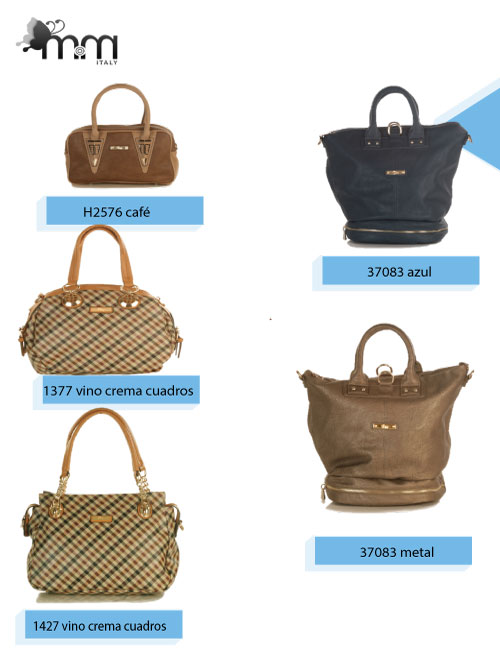 mm
ITALY
H2576 café
37083 azul
1377 vino crema cuadros
37083 metal
1427 vino crema cuadros